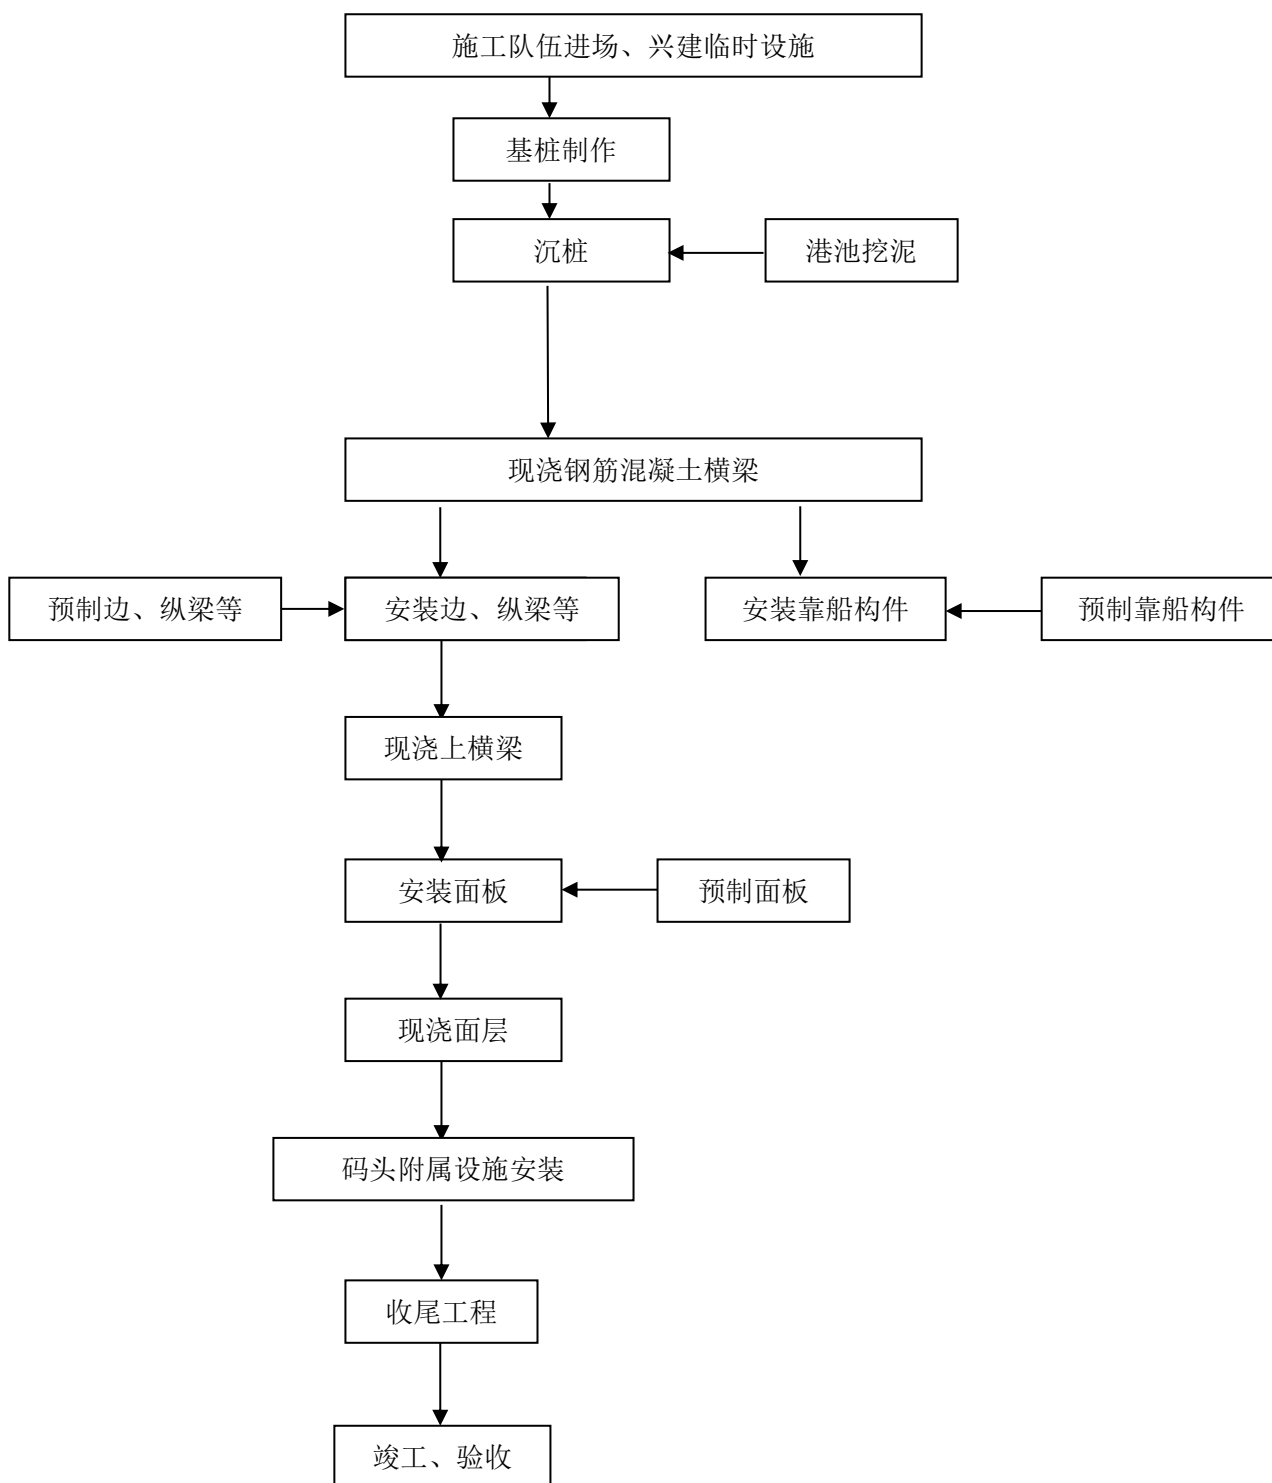 施工队伍进场、兴建临时设施
基桩制作
沉桩
港池挖泥
现浇钢筋混凝土横梁
预制边、纵梁等
安装边、纵梁等
安装靠船构件
预制靠船构件
现浇上横梁
安装面板
预制面板
现浇面层
码头附属设施安装
收尾工程
竣工、验收